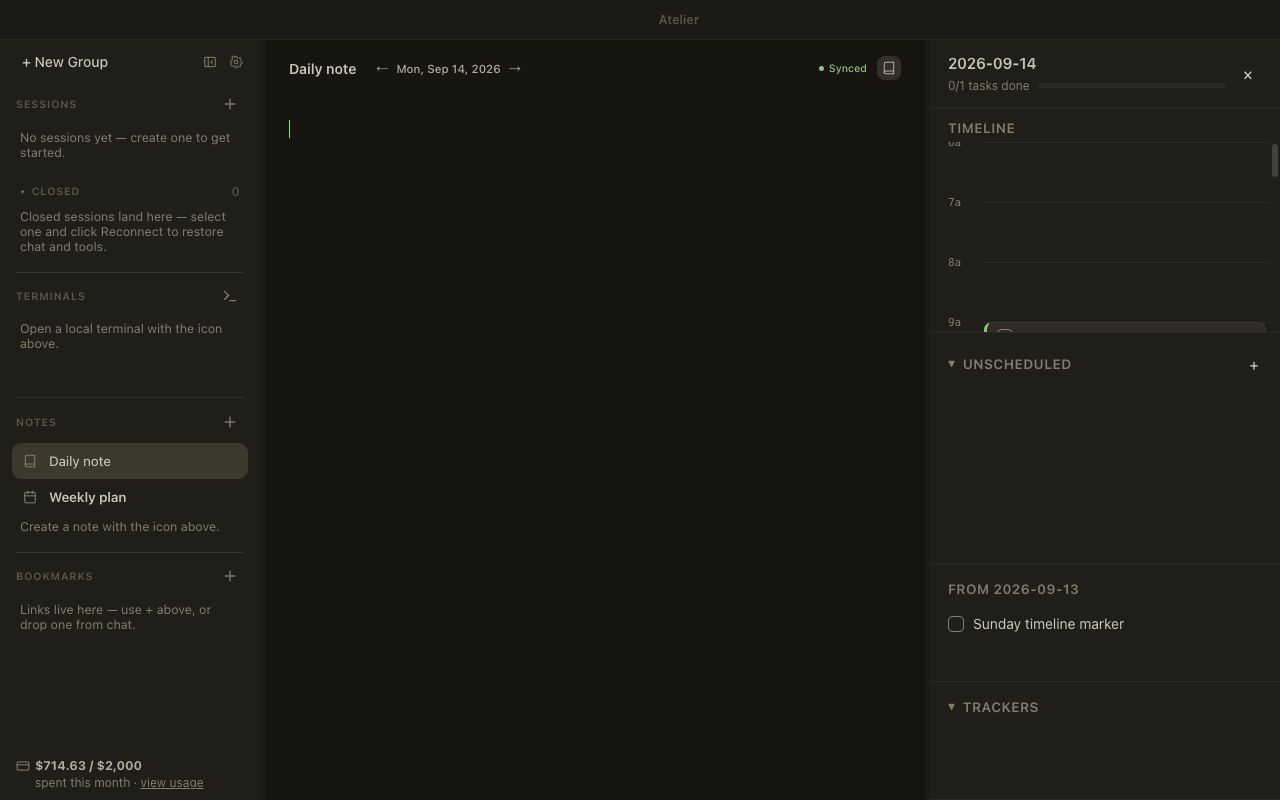 Atelier
+ New Group
SESSIONS
No sessions yet — create one to get
started.
CLOSED 0
Closed sessions land here — select
one and click Reconnect to restore
chat and tools.
TERMINALS
Open a local terminal with the icon
above.
NOTES
Daily note
Weekly plan
Create a note with the icon above.
BOOKMARKS
Links live here — use + above, or
drop one from chat.
$714.63 / $2,000
spent this month · view usage
Daily note ← Mon, Sep 14, 2026 → Synced
2026-09-14
0/1 tasks done
TIMELINE
6a
7a
8a
9a
UNSCHEDULED +
FROM 2026-09-13
Sunday timeline marker
TRACKERS